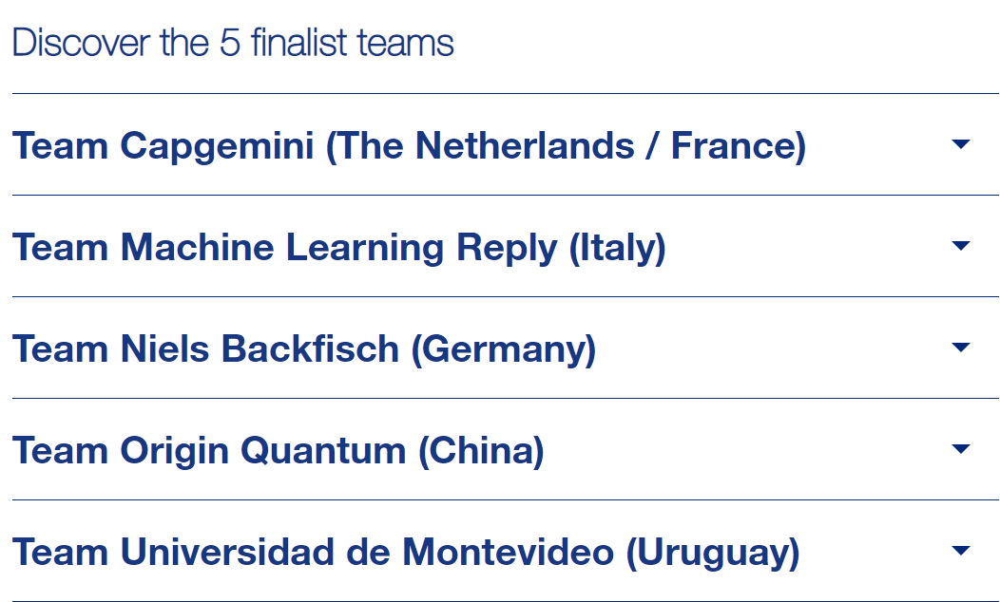 Discover the 5 finalist teams
Team Capgemini (The Netherlands / France)
Team Machine Learning Reply (Italy)
Team Niels Backfisch (Germany)
Team Origin Quantum (China)
Team Universidad de Montevideo (Uruguay)